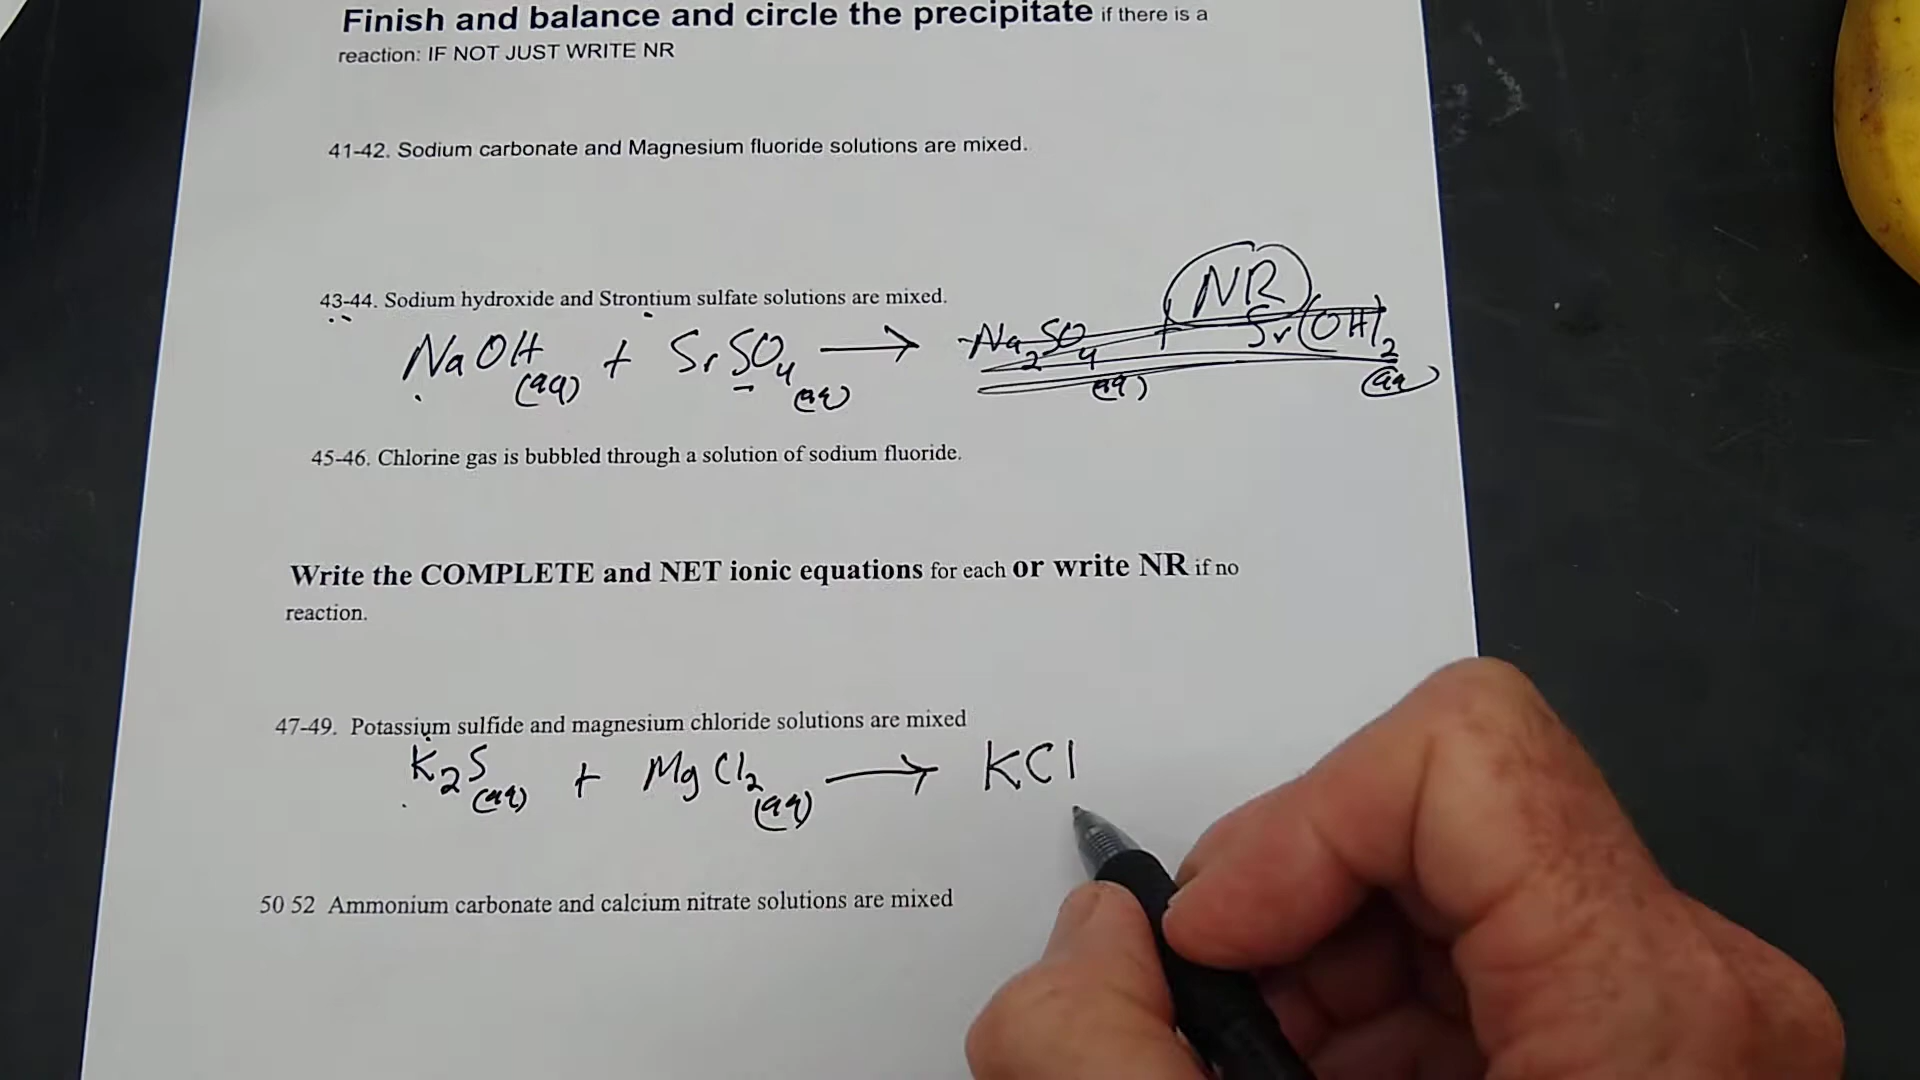 Finish and balance and circle the precipitate if there is a
reaction: IF NOT JUST WRITE NR
41-42. Sodium carbonate and Magnesium fluoride solutions are mixed.
43-44. Sodium hydroxide and Strontium sulfate solutions are mixed.
NR
NaOH(aq) + SrSO4(aq) → Na2SO4(aq) + Sr(OH)2(aq)
45-46. Chlorine gas is bubbled through a solution of sodium fluoride.
Write the COMPLETE and NET ionic equations for each or write NR if no
reaction.
47-49. Potassium sulfide and magnesium chloride solutions are mixed
K2S(aq) + MgCl2(aq) → KCl
50 52 Ammonium carbonate and calcium nitrate solutions are mixed